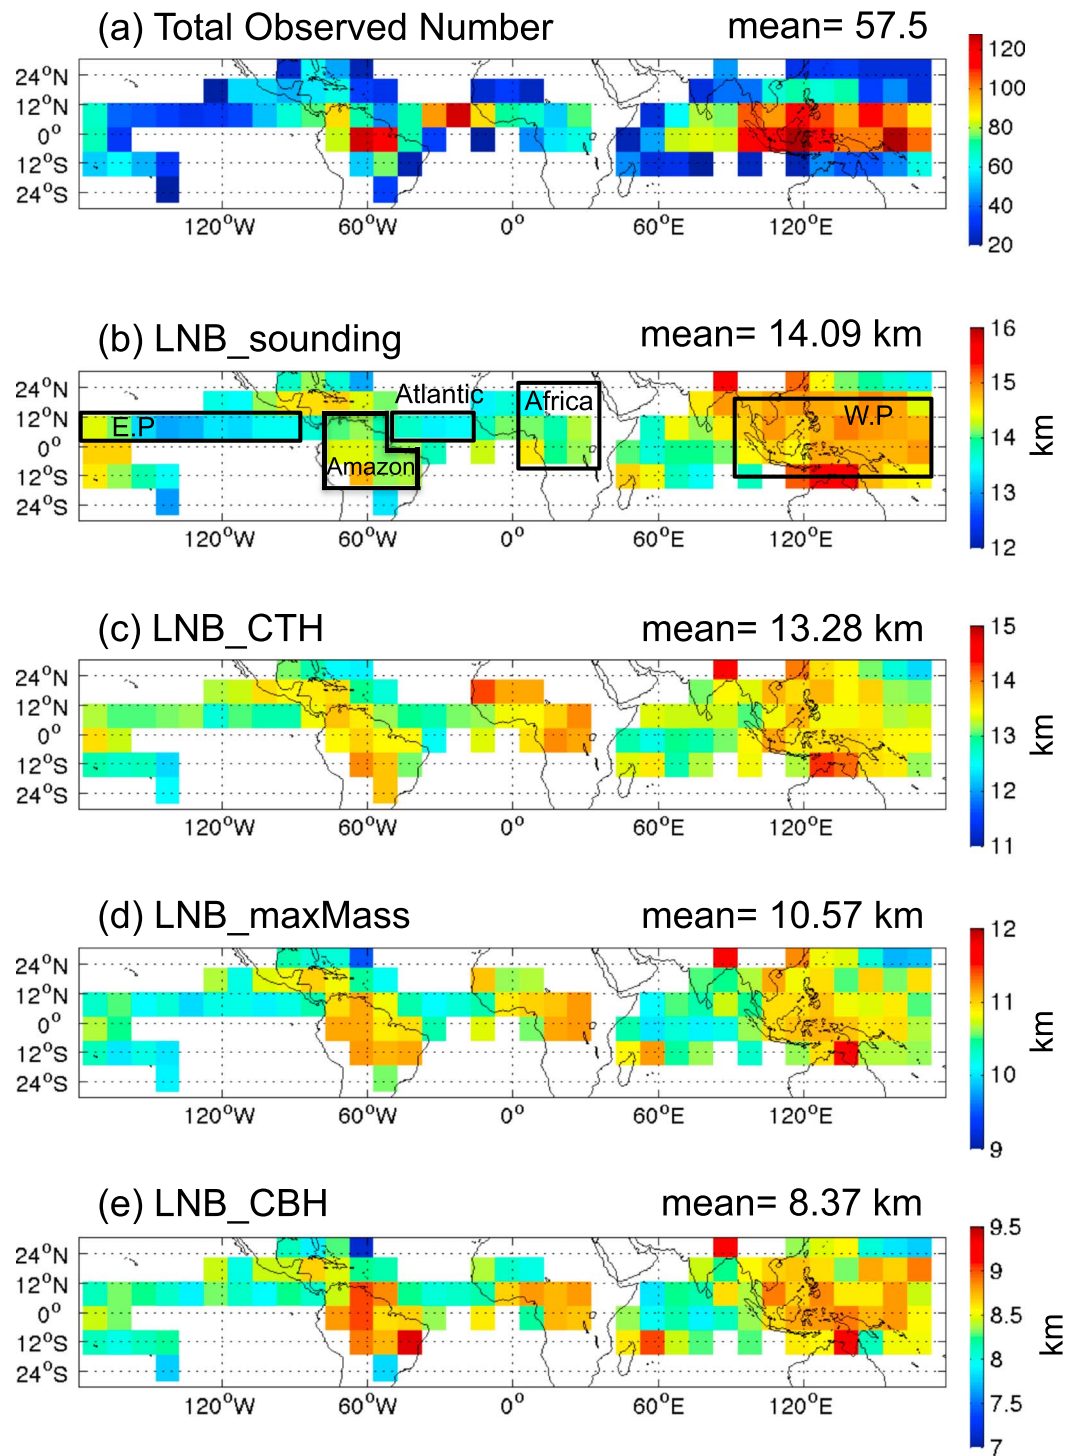 (a) Total Observed Number mean= 57.5
24°N
12°N
0°
12°S
24°S
120°W 60°W 0° 60°E 120°E
120
100
80
60
40
20
(b) LNB_sounding mean= 14.09 km
24°N
12°N
0°
12°S
24°S
E.P
Amazon
Atlantic
Africa
W.P
120°W 60°W 0° 60°E 120°E
16
15
14
13
12
km
(c) LNB_CTH mean= 13.28 km
24°N
12°N
0°
12°S
24°S
120°W 60°W 0° 60°E 120°E
15
14
13
12
11
km
(d) LNB_maxMass mean= 10.57 km
24°N
12°N
0°
12°S
24°S
120°W 60°W 0° 60°E 120°E
12
11
10
9
km
(e) LNB_CBH mean= 8.37 km
24°N
12°N
0°
12°S
24°S
120°W 60°W 0° 60°E 120°E
9.5
9
8.5
8
7.5
7
km